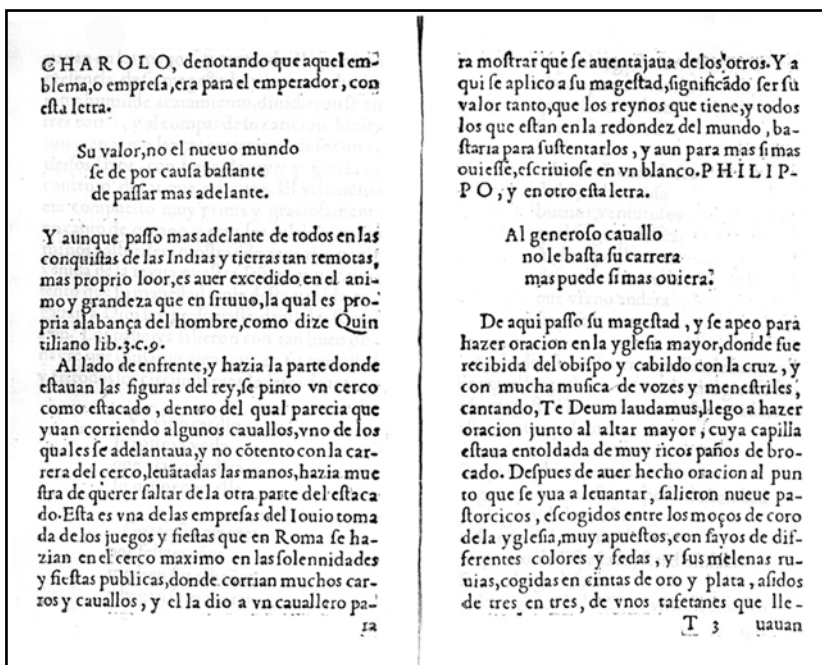 CHAROLO, denotando que aquel em-
blema, o empreſa, era para el emperador, con
eſta letra.
Su valor, no el nueuo mundo
ſe de por cauſa baſtante
de paſſar mas adelante.
Y aunque paſſo mas adelante de todos en las
conquiſtas de las Indias y tierras tan remotas,
mas proprio loor, es auer excedido en el ani-
mo y grandeza que en ſi tuuo, la qual es pro-
pria alabança del hombre, como dize Quin
tiliano lib.3.c.9.
Al lado de enfrente, y hazia la parte donde
eſtauan las figuras del rey, ſe pinto vn cerco
como eſtacado, dentro del qual parecia que
yuan corriendo algunos cauallos, vno de los
quales ſe adelantaua, y no cõtento con la car-
rera del cerco, leuãtadas las manos, hazia mue
ſtra de querer ſaltar de la otra parte del eſtaca
do. Eſta es vna de las empreſas del Iouio toma
da de los juegos y fieſtas que en Roma ſe ha-
zian en el cerco maximo en las ſolennidades
y fieſtas publicas, donde corrian muchos car-
ros y cauallos, y el la dio a vn cauallero pa-
ra
ra moſtrar que ſe auentajaua de los otros. Y a
qui ſe aplico a ſu mageſtad, ſignificãdo ſer ſu
valor tanto, que los reynos que tiene, y todos
los que eſtan en la redondez del mundo, ba-
ſtaria para ſuſtentarlos, y aun para mas ſi mas
ouieſſe, eſcriuioſe en vn blanco. PHILIP-
PO, y en otro eſta letra.
Al generoſo cauallo
no le baſta ſu carrera
mas puede ſi mas ouiera.
De aqui paſſo ſu mageſtad, y ſe apeo para
hazer oracion en la ygleſia mayor, donde fue
recibida del obiſpo y cabildo con la cruz, y
con mucha muſica de vozes y meneſtriles,
cantando, Te Deum laudamus, llego a hazer
oracion junto al altar mayor, cuya capilla
eſtaua entoldada de muy ricos paños de bro-
cado. Deſpues de auer hecho oracion al pun
to que ſe yua a leuantar, ſalieron nueue pa-
ſtorcicos, eſcogidos entre los moços de coro
de la ygleſia, muy apueſtos, con ſayos de dif-
ferentes colores y ſedas, y ſus melenas ru-
uias, cogidas en cintas de oro y plata, aſidos
de tres en tres, de vnos tafetanes que lle-
T 3 uauan